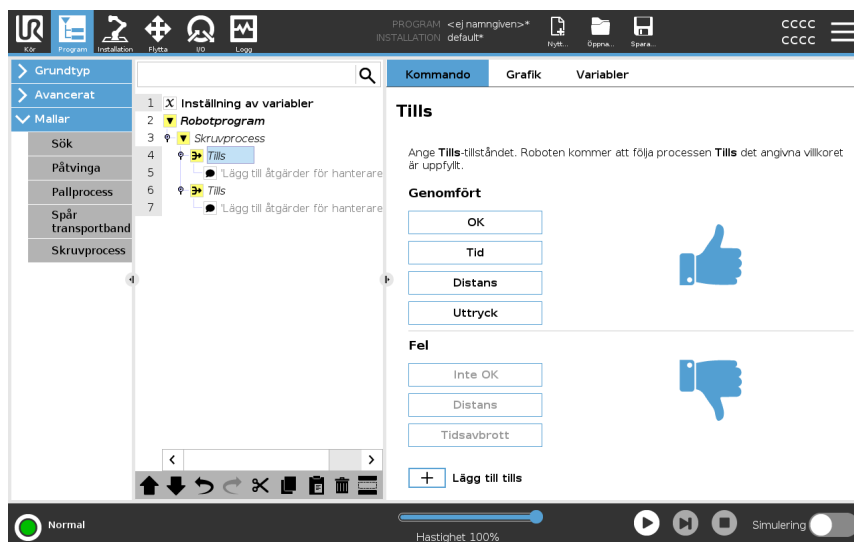 UR
PROGRAM <ej namngiven>*
INSTALLATION default*
CCCC
CCCC
Kör
Program
Installation
Flytta
I/O
Logg
Nytt...
Öppna...
Spara...
Grundtyp
Avancerat
Mallar
Sök
Påtvinga
Pallprocess
Spår
transportband
Skruvprocess
1 X Inställning av variabler
2 Robotprogram
3 Skruvprocess
4 Tills
5 'Lägg till åtgärder för hanterare
6 Tills
7 'Lägg till åtgärder för hanterare
Kommando
Grafik
Variabler
Tills
Ange Tills-tillståndet. Roboten kommer att följa processen Tills det angivna villkoret
är uppfyllt.
Genomfört
OK
Tid
Distans
Uttryck
Fel
Inte OK
Distans
Tidsavbrott
+ Lägg till tills
Normal
Hastighet 100%
Simulering